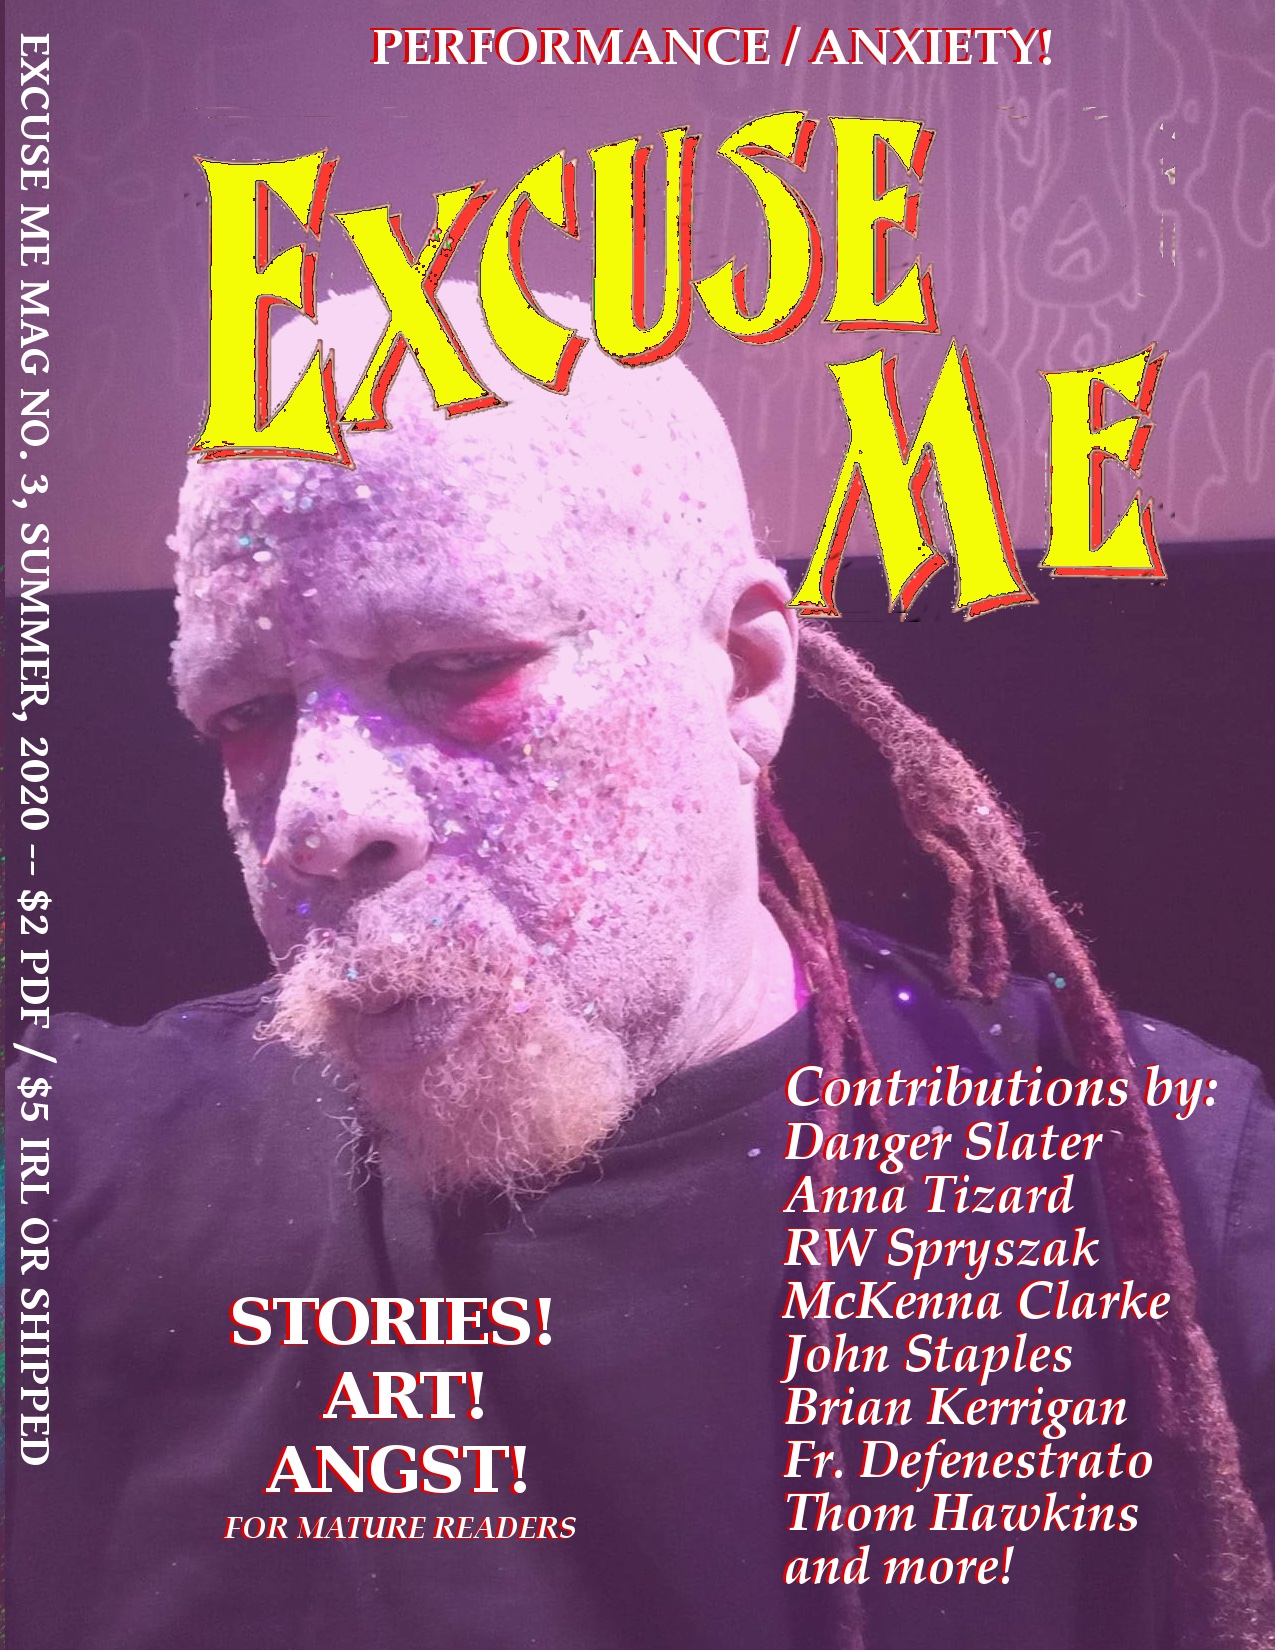 PERFORMANCE / ANXIETY!
EXCUSE
ME
EXCUSE ME MAG NO. 3, SUMMER, 2020 -- $2 PDF / $5 IRL OR SHIPPED
Contributions by:
Danger Slater
Anna Tizard
RW Spryszak
McKenna Clarke
John Staples
Brian Kerrigan
Fr. Defenestrato
Thom Hawkins
and more!
STORIES!
ART!
ANGST!
FOR MATURE READERS